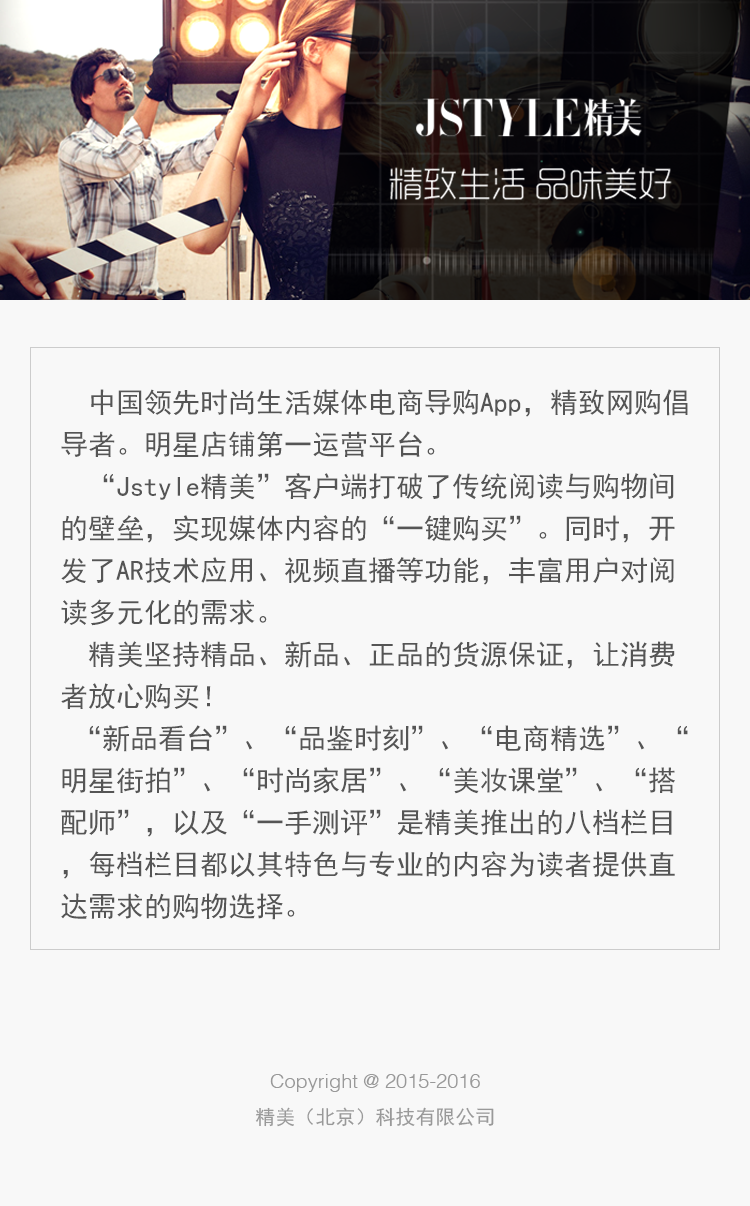 JSTYLE精美
精致生活 品味美好
中国领先时尚生活媒体电商导购App，精致网购倡
导者。明星店铺第一运营平台。
“Jstyle精美”客户端打破了传统阅读与购物间
的壁垒，实现媒体内容的“一键购买”。同时，开
发了AR技术应用、视频直播等功能，丰富用户对阅
读多元化的需求。
精美坚持精品、新品、正品的货源保证，让消费
者放心购买！
“新品看台”、“品鉴时刻”、“电商精选”、“
明星街拍”、“时尚家居”、“美妆课堂”、“搭
配师”，以及“一手测评”是精美推出的八档栏目
，每档栏目都以其特色与专业的内容为读者提供直
达需求的购物选择。
Copyright @ 2015-2016
精美（北京）科技有限公司